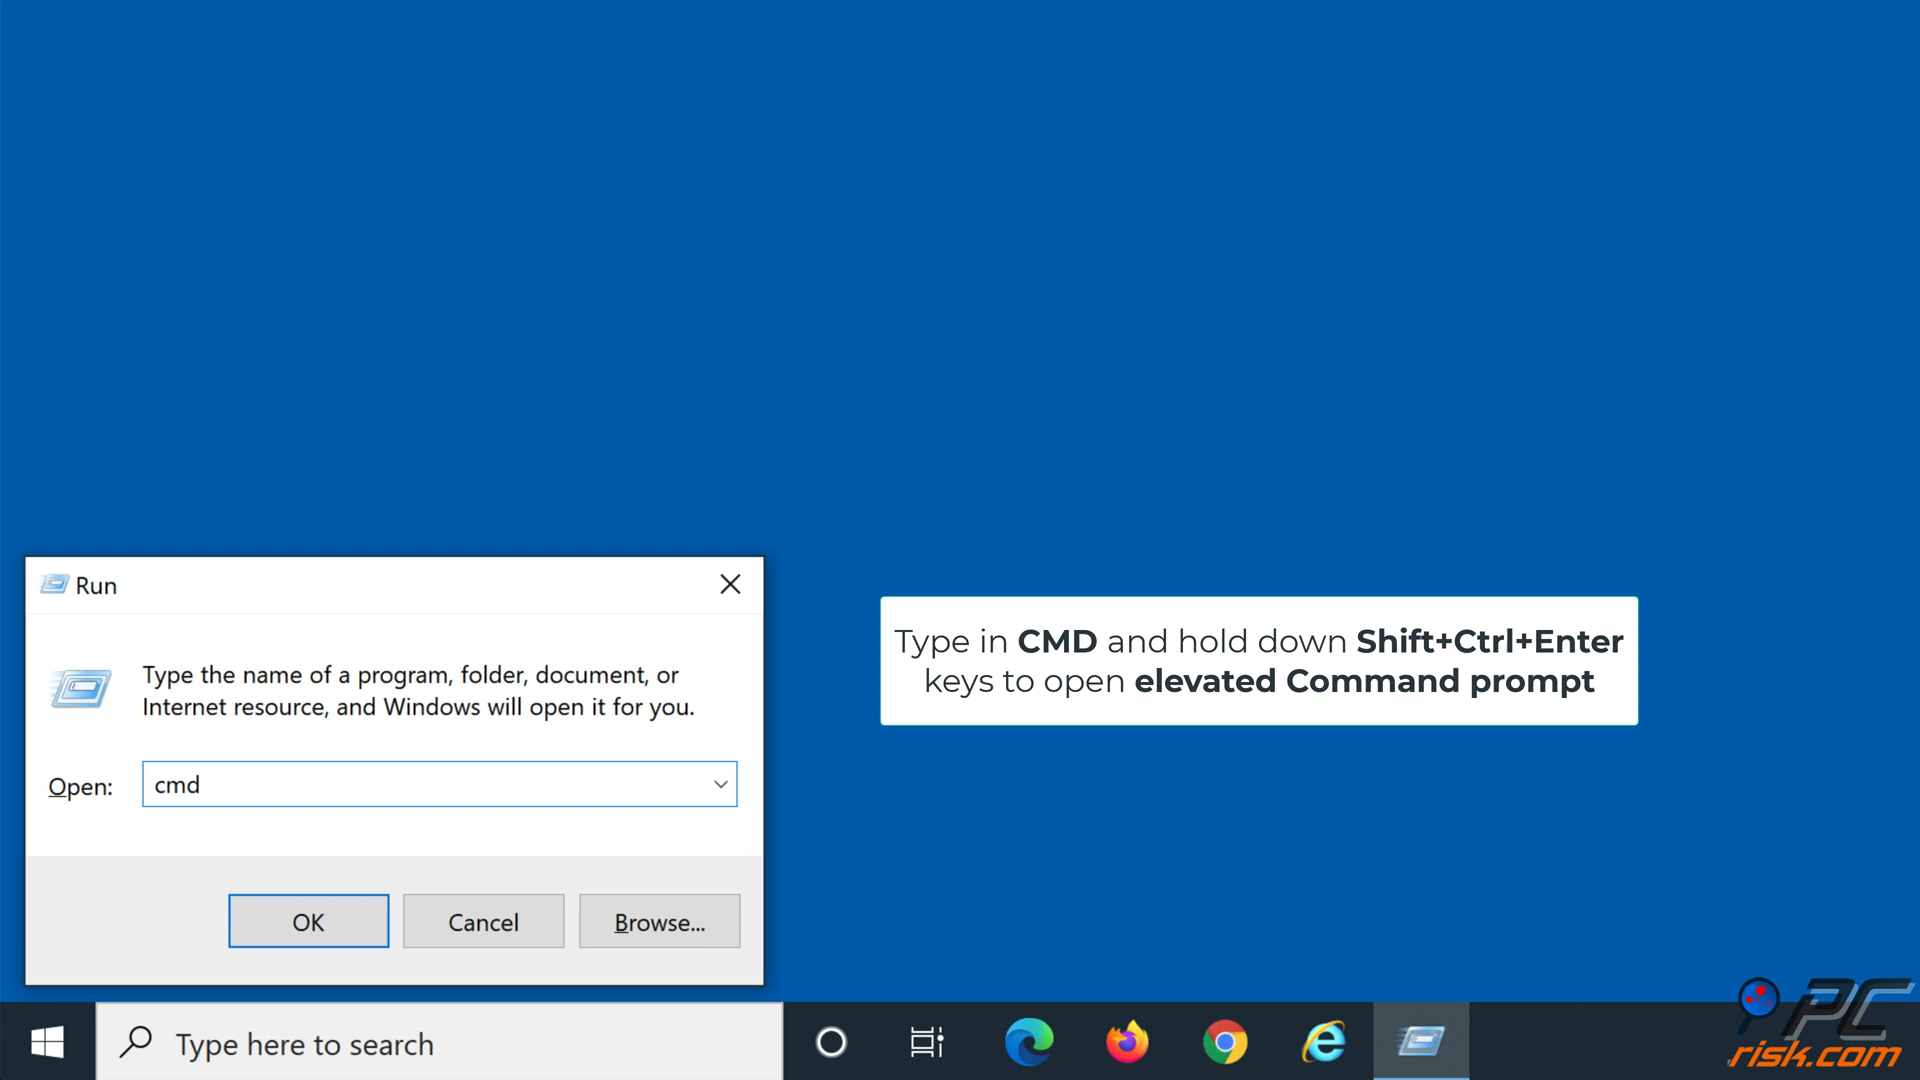 Run
Type the name of a program, folder, document, or
Internet resource, and Windows will open it for you.
Open:
cmd
OK
Cancel
Browse...
Type in CMD and hold down Shift+Ctrl+Enter
keys to open elevated Command prompt
Type here to search
PC
risk.com